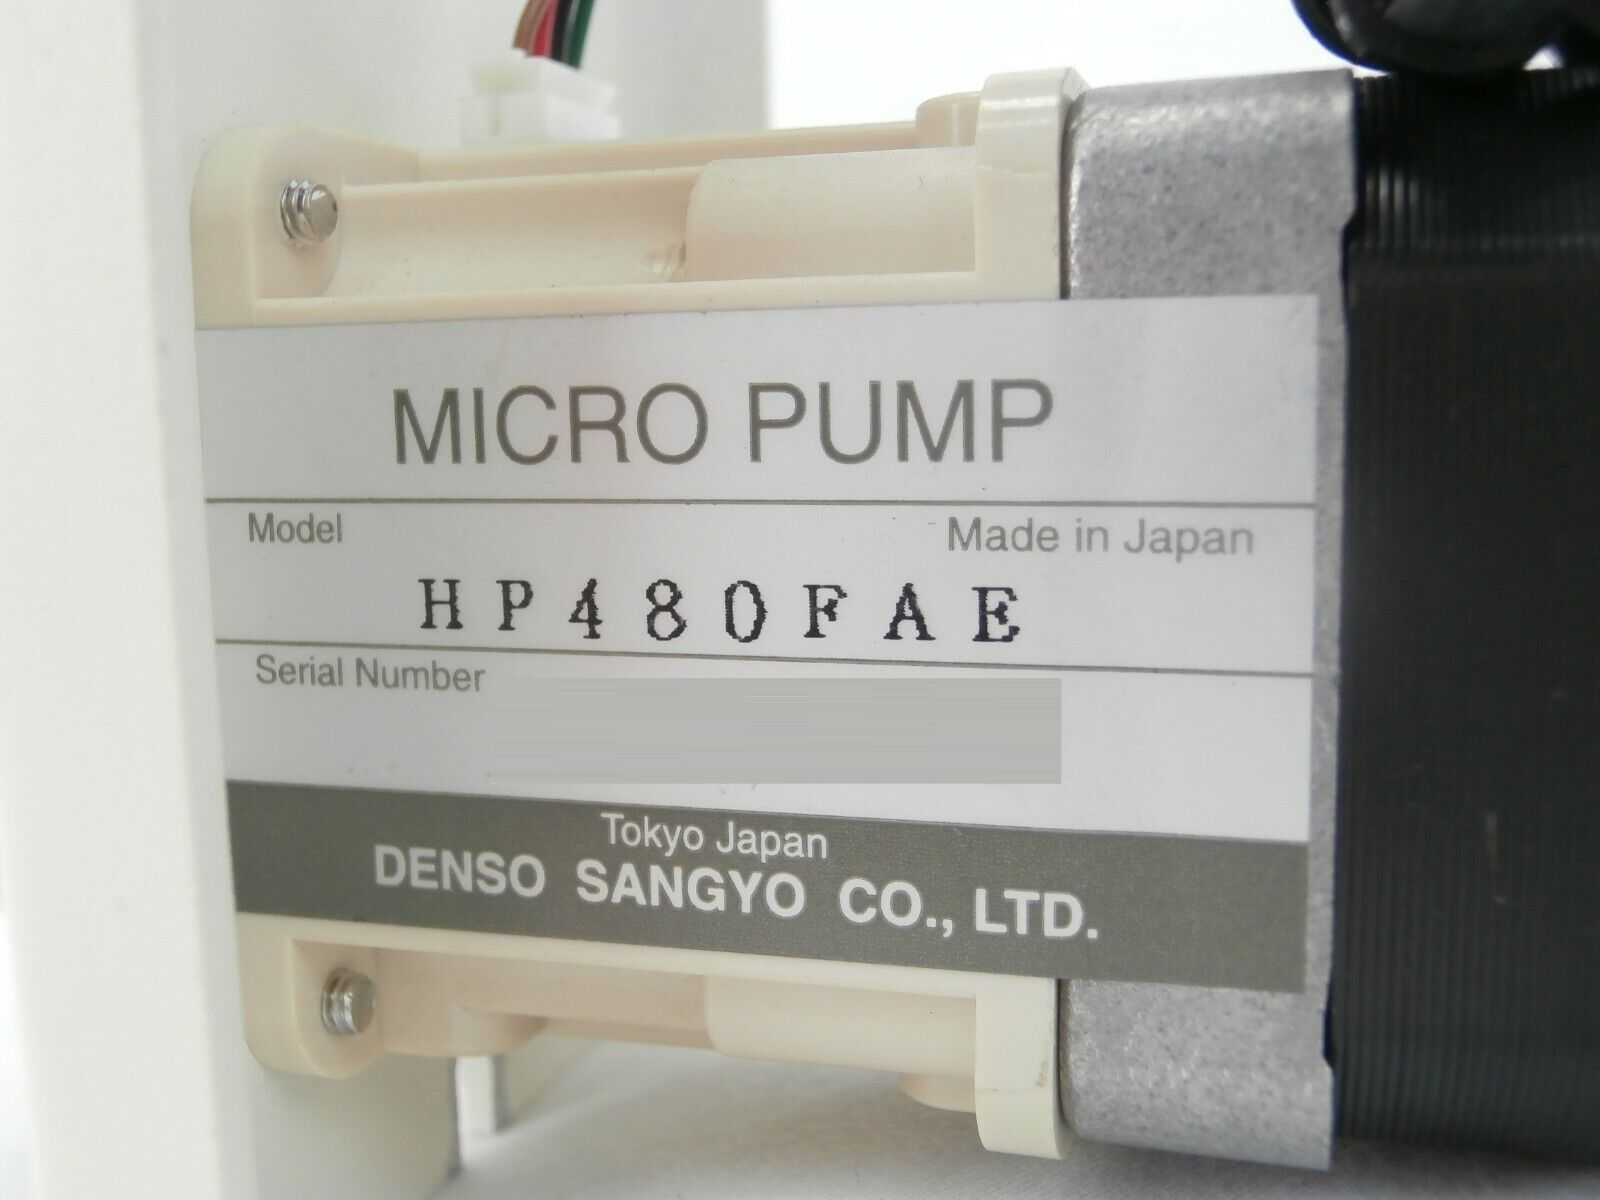 MICRO PUMP
Model
Made in Japan
HP480FAE
Serial Number
Tokyo Japan
DENSO SANGYO CO., LTD.